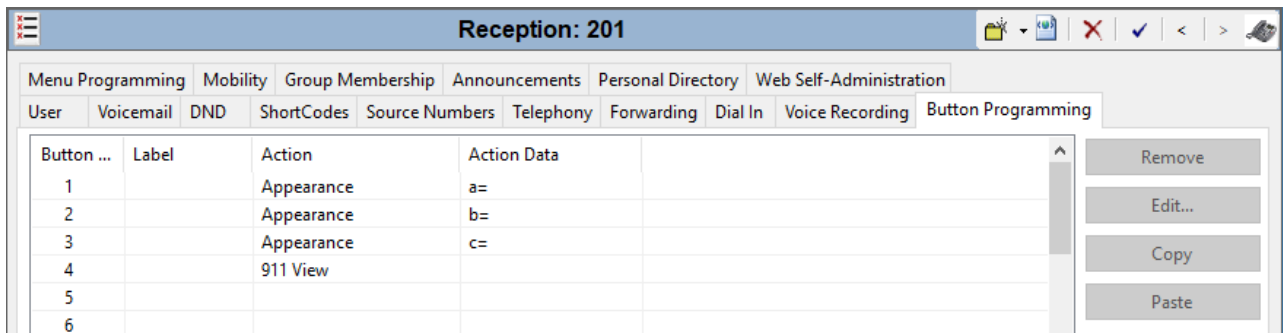 Reception: 201
Menu Programming Mobility Group Membership Announcements Personal Directory Web Self-Administration
User Voicemail DND ShortCodes Source Numbers Telephony Forwarding Dial In Voice Recording Button Programming
Button ... Label Action Action Data
1 Appearance a=
2 Appearance b=
3 Appearance c=
4 911 View
5
6
Remove
Edit...
Copy
Paste